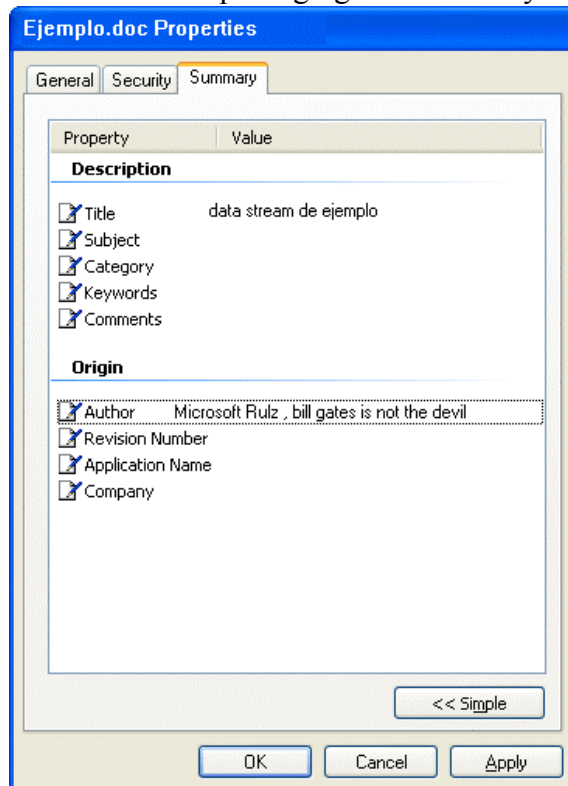 Ejemplo.doc Properties
General Security Summary
Property Value
Description
Title data stream de ejemplo
Subject
Category
Keywords
Comments
Origin
Author Microsoft Rulz , bill gates is not the devil
Revision Number
Application Name
Company
<< Simple
OK Cancel Apply